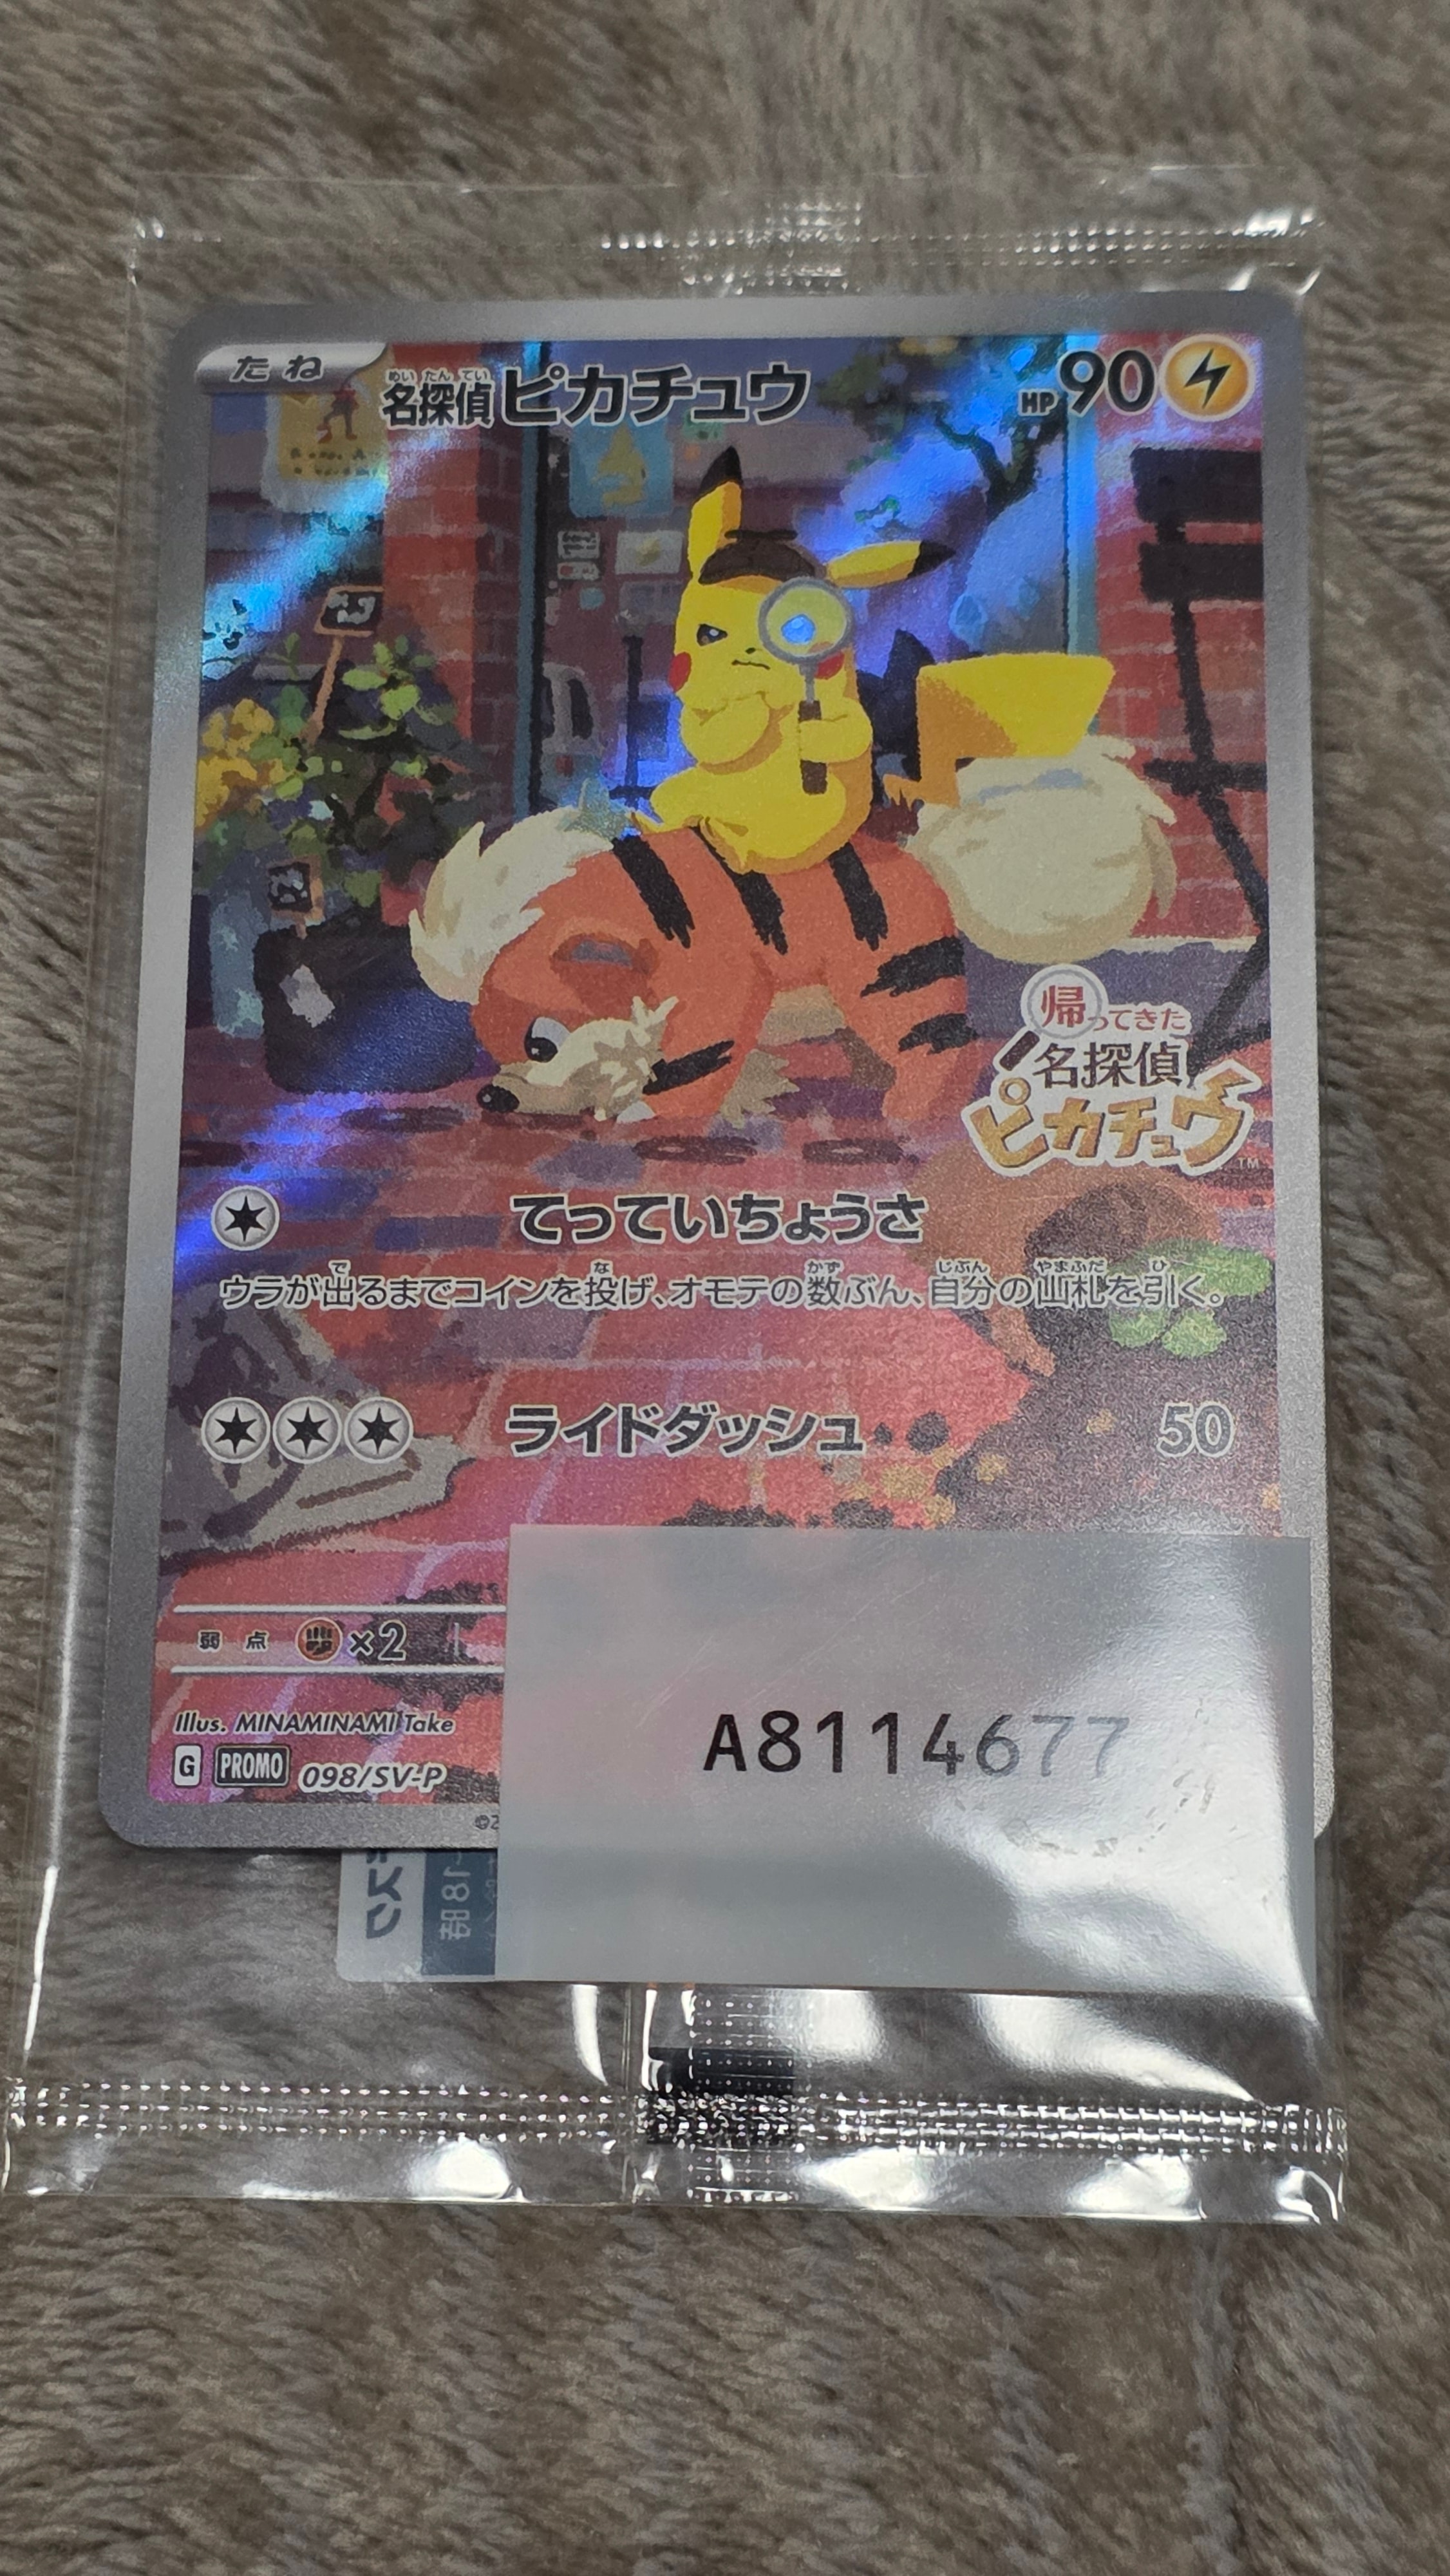 たね
名探偵ピカチュウ
めいたんてい
HP90
帰ってきた
名探偵
ピカチュウ
TM
てっていちょうさ
ウラが出るまでコインを投げ、オモテの数ぶん、自分の山札を引く。
で な かず じぶん やまふだ ひ
ライドダッシュ 50
弱点 ×2
Illus. MINAMINAMI Take
G PROMO 098/SV-P
A8114677